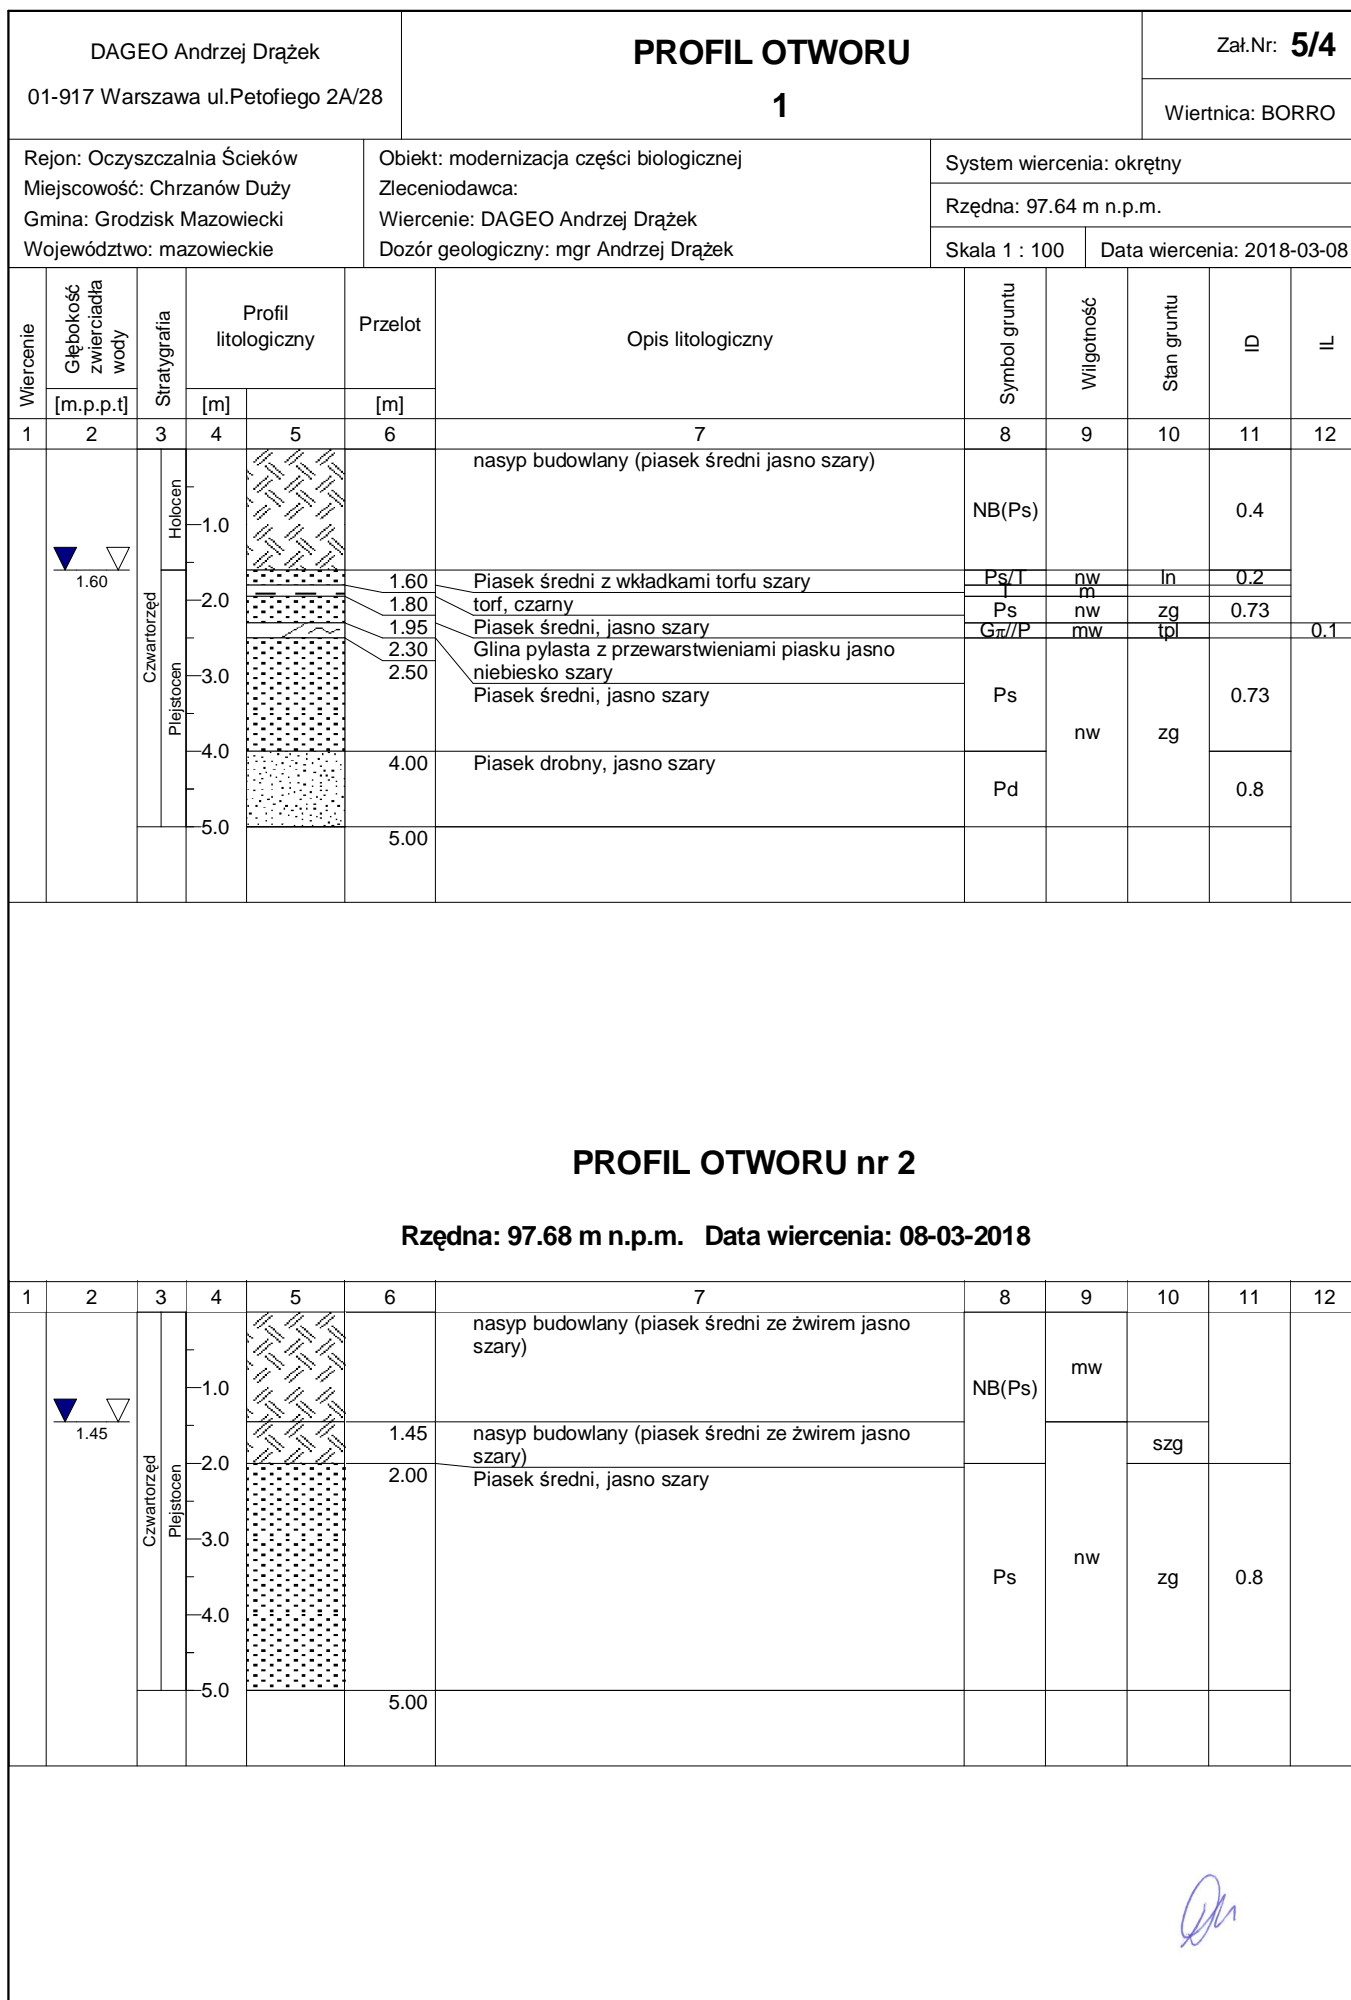 DAGEO Andrzej Drążek
01-917 Warszawa ul.Petofiego 2A/28
PROFIL OTWORU
1
Zał.Nr: 5/4
Wiertnica: BORRO
Rejon: Oczyszczalnia Ścieków
Miejscowość: Chrzanów Duży
Gmina: Grodzisk Mazowiecki
Województwo: mazowieckie
Obiekt: modernizacja części biologicznej
Zleceniodawca:
Wiercenie: DAGEO Andrzej Drążek
Dozór geologiczny: mgr Andrzej Drążek
System wiercenia: okrętny
Rzędna: 97.64 m n.p.m.
Skala 1 : 100 Data wiercenia: 2018-03-08
Wiercenie
Głębokość zwierciadła wody
[m.p.p.t]
Stratygrafia
Profil litologiczny
[m]
Przelot
[m]
Opis litologiczny
Symbol gruntu
Wilgotność
Stan gruntu
ID
IL
1 2 3 4 5 6 7 8 9 10 11 12
1.60
Czwartorzęd
Holocen
Plejstocen
1.0
2.0
3.0
4.0
5.0
nasyp budowlany (piasek średni jasno szary) NB(Ps) 0.4
1.60 Piasek średni z wkładkami torfu szary Ps/T nw ln 0.2
1.80 torf, czarny T m
1.95 Piasek średni, jasno szary Ps nw zg 0.73
2.30 Glina pylasta z przewarstwieniami piasku jasno
niebiesko szary Gπ//P mw tpl 0.1
2.50 Piasek średni, jasno szary Ps nw zg 0.73
4.00 Piasek drobny, jasno szary Pd 0.8
5.00
PROFIL OTWORU nr 2
Rzędna: 97.68 m n.p.m. Data wiercenia: 08-03-2018
1 2 3 4 5 6 7 8 9 10 11 12
1.45
Czwartorzęd
Plejstocen
1.0
2.0
3.0
4.0
5.0
nasyp budowlany (piasek średni ze żwirem jasno
szary) NB(Ps) mw
1.45 nasyp budowlany (piasek średni ze żwirem jasno
szary) szg
2.00 Piasek średni, jasno szary Ps nw zg 0.8
5.00